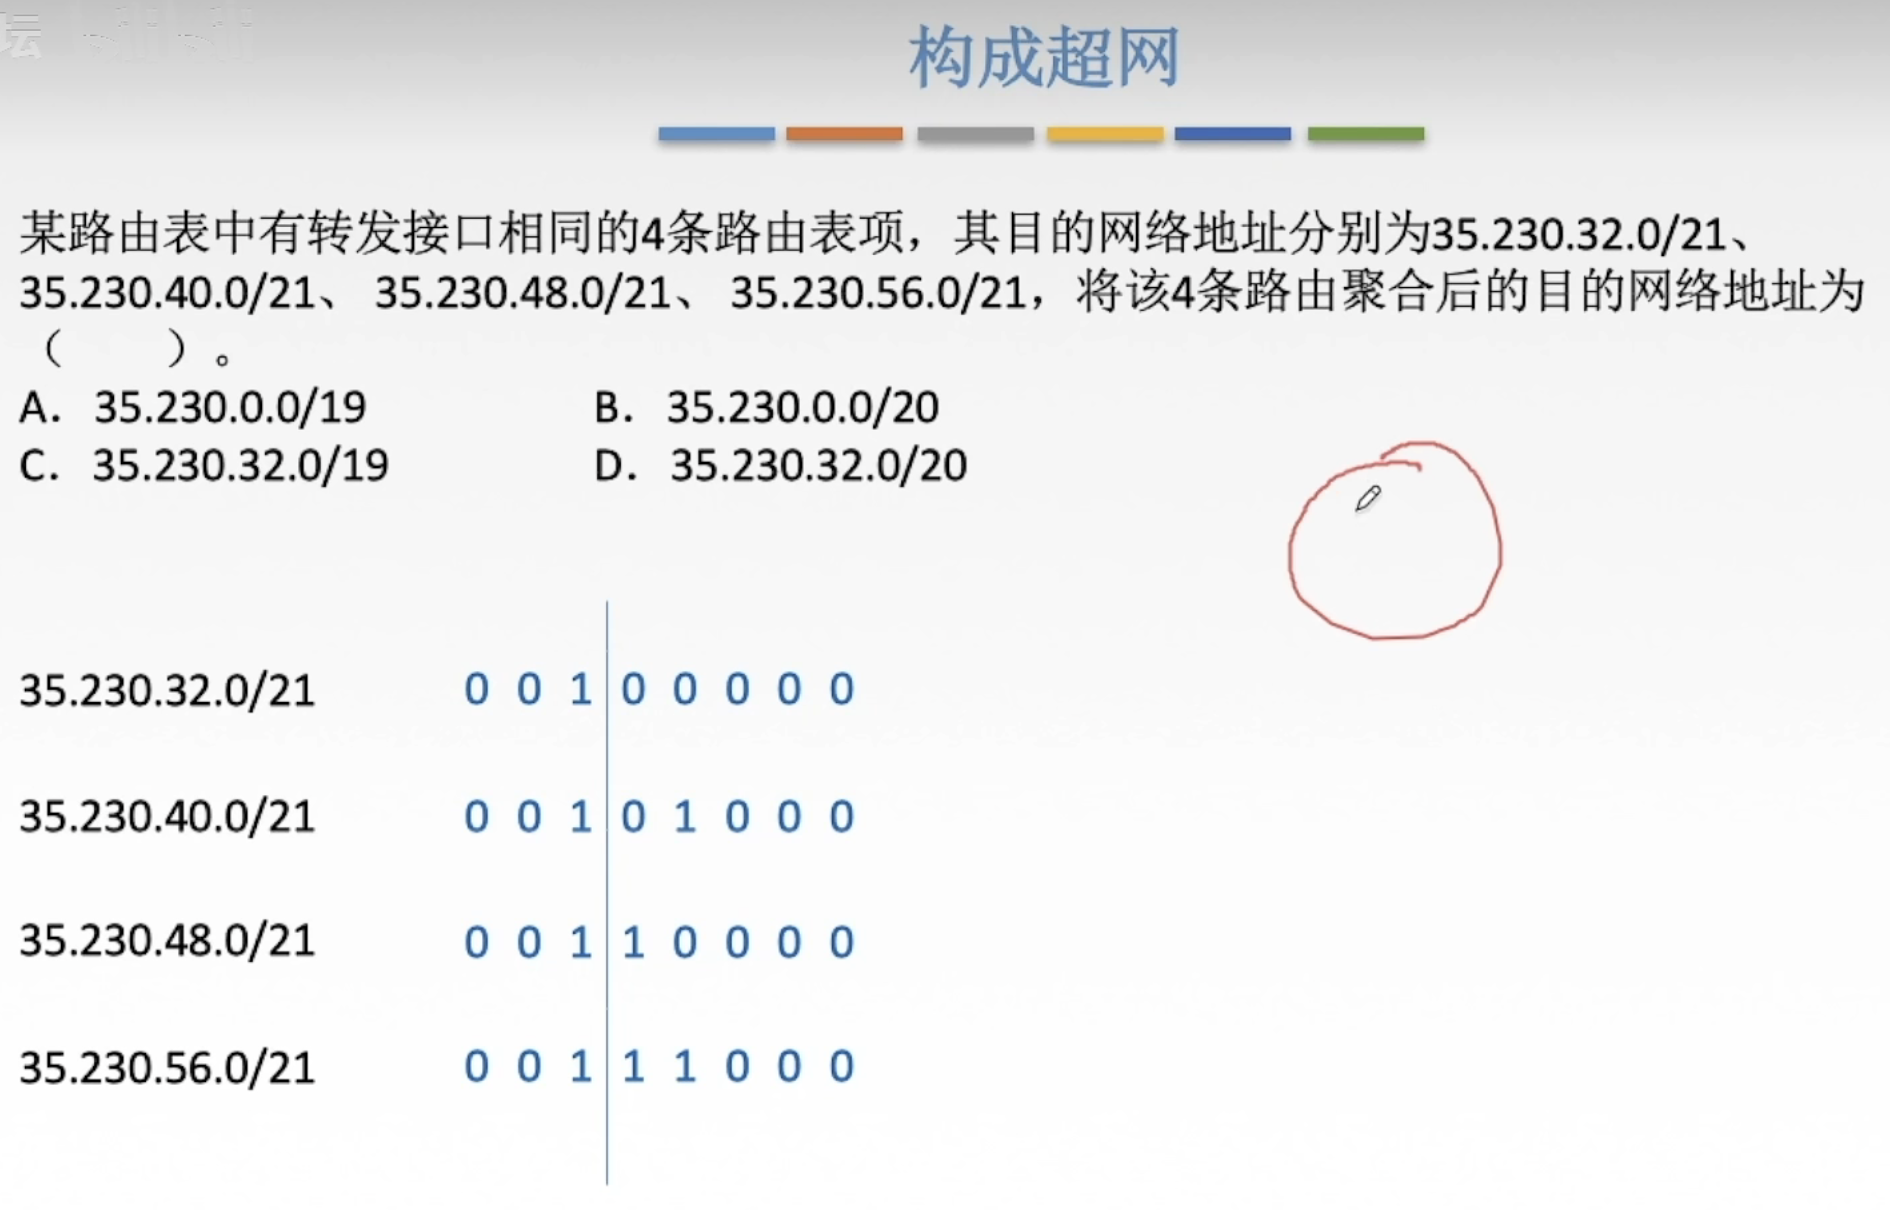 坛
构成超网
某路由表中有转发接口相同的4条路由表项，其目的网络地址分别为35.230.32.0/21、
35.230.40.0/21、 35.230.48.0/21、 35.230.56.0/21，将该4条路由聚合后的目的网络地址为
（ ）。
A. 35.230.0.0/19 B. 35.230.0.0/20
C. 35.230.32.0/19 D. 35.230.32.0/20
35.230.32.0/21 0 0 1 0 0 0 0 0
35.230.40.0/21 0 0 1 0 1 0 0 0
35.230.48.0/21 0 0 1 1 0 0 0 0
35.230.56.0/21 0 0 1 1 1 0 0 0